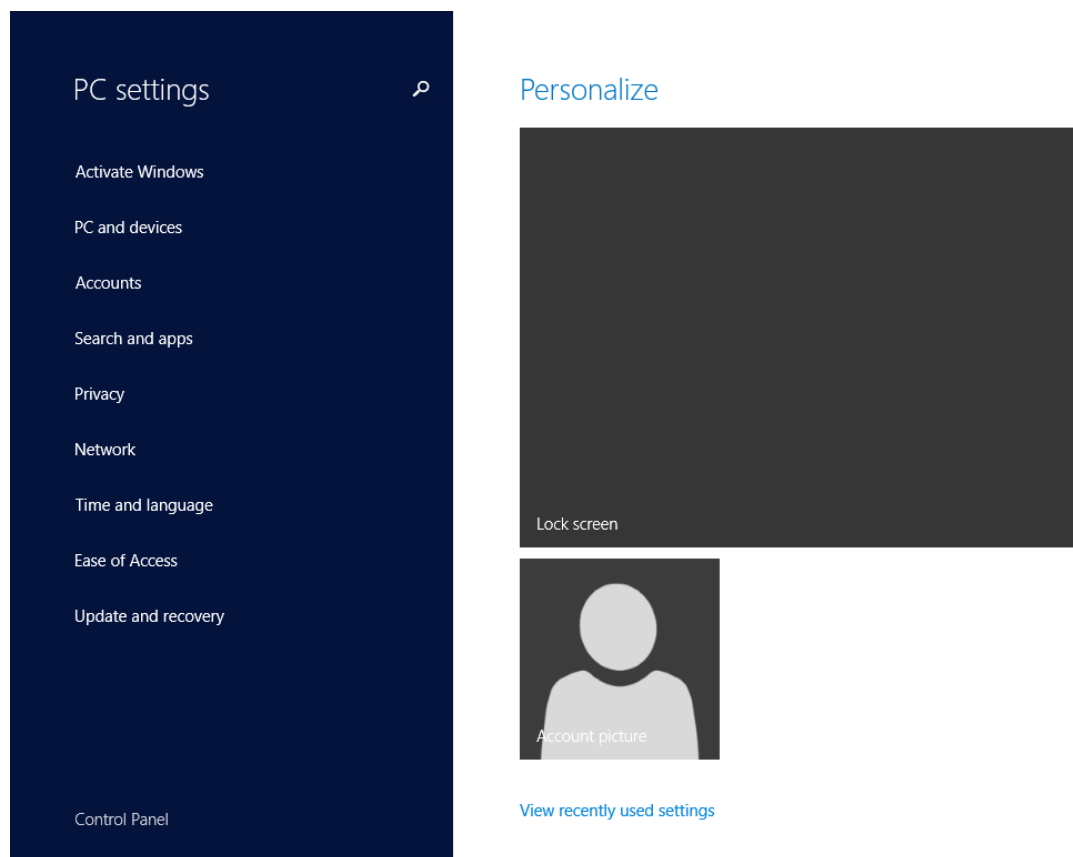 PC settings
Activate Windows
PC and devices
Accounts
Search and apps
Privacy
Network
Time and language
Ease of Access
Update and recovery
Control Panel
Personalize
Lock screen
Account picture
View recently used settings